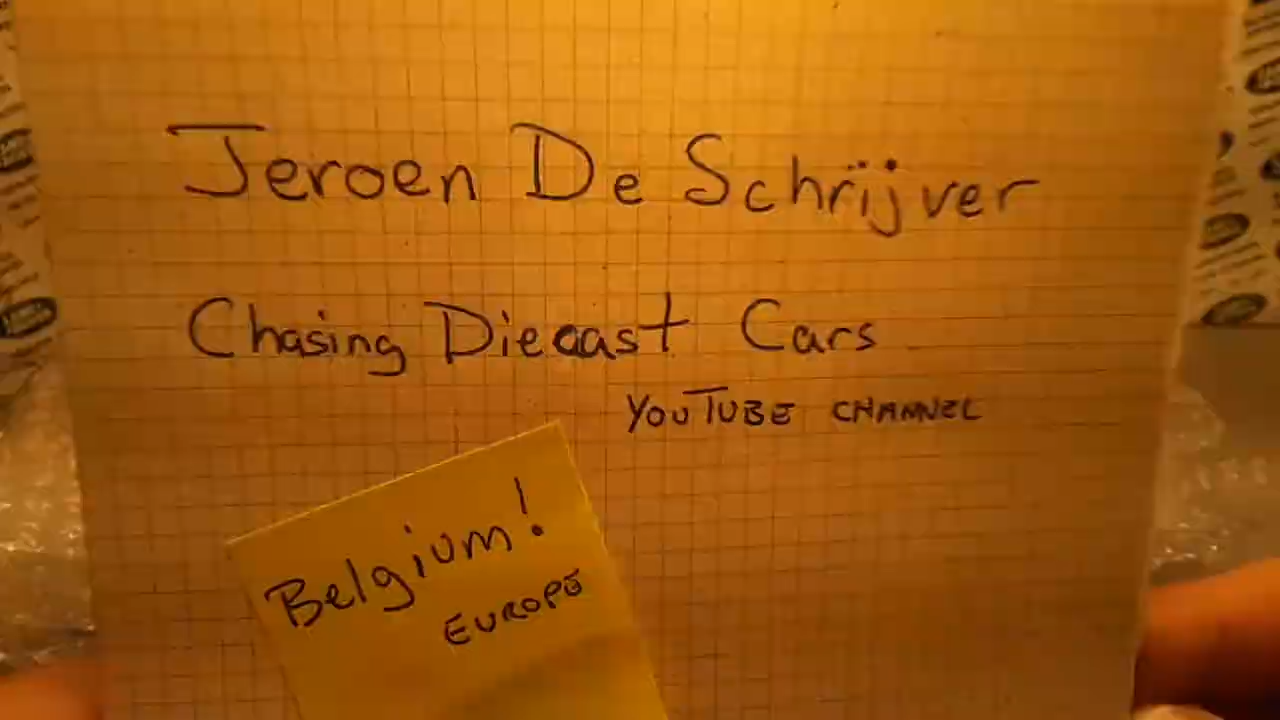 Jeroen De Schrijver
Chasing Diecast Cars
YOUTUBE CHANNEL
Belgium!
EUROPE